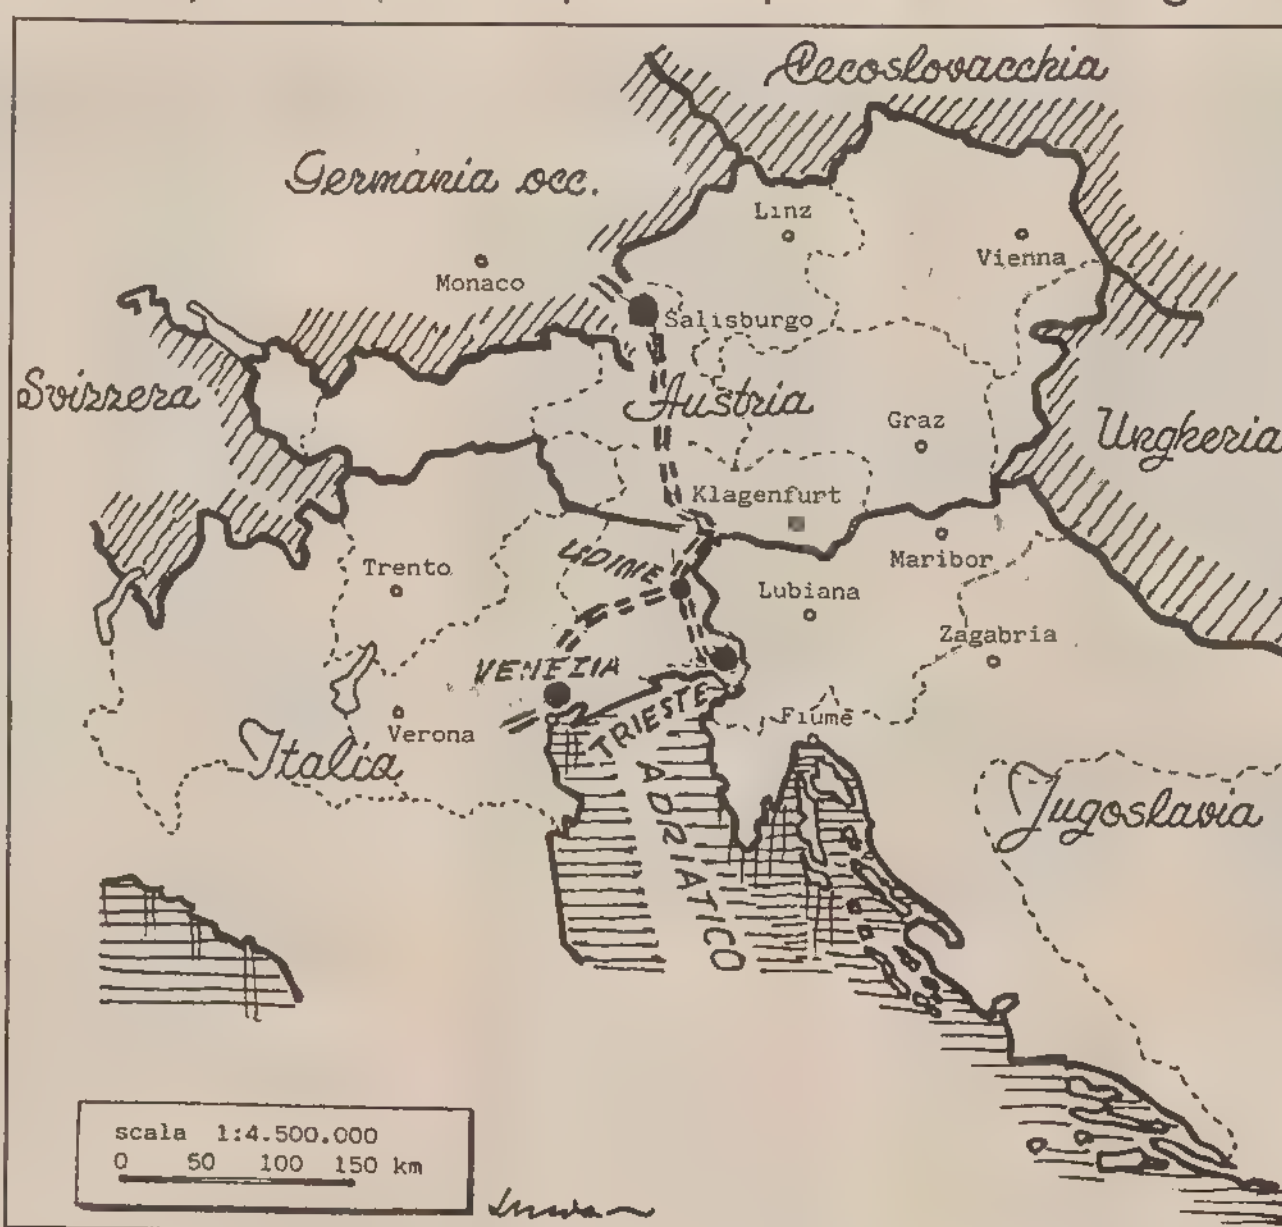 Cecoslovacchia
Germania occ.
Linz
Vienna
Monaco
Salisburgo
Svizzera
Austria
Graz
Ungheria
Klagenfurt
UDINE
Maribor
Trento
Lubiana
Zagabria
VENEZIA
TRIESTE
Fiume
Verona
Italia
ADRIATICO
Jugoslavia
scala 1:4.500.000
0 50 100 150 km